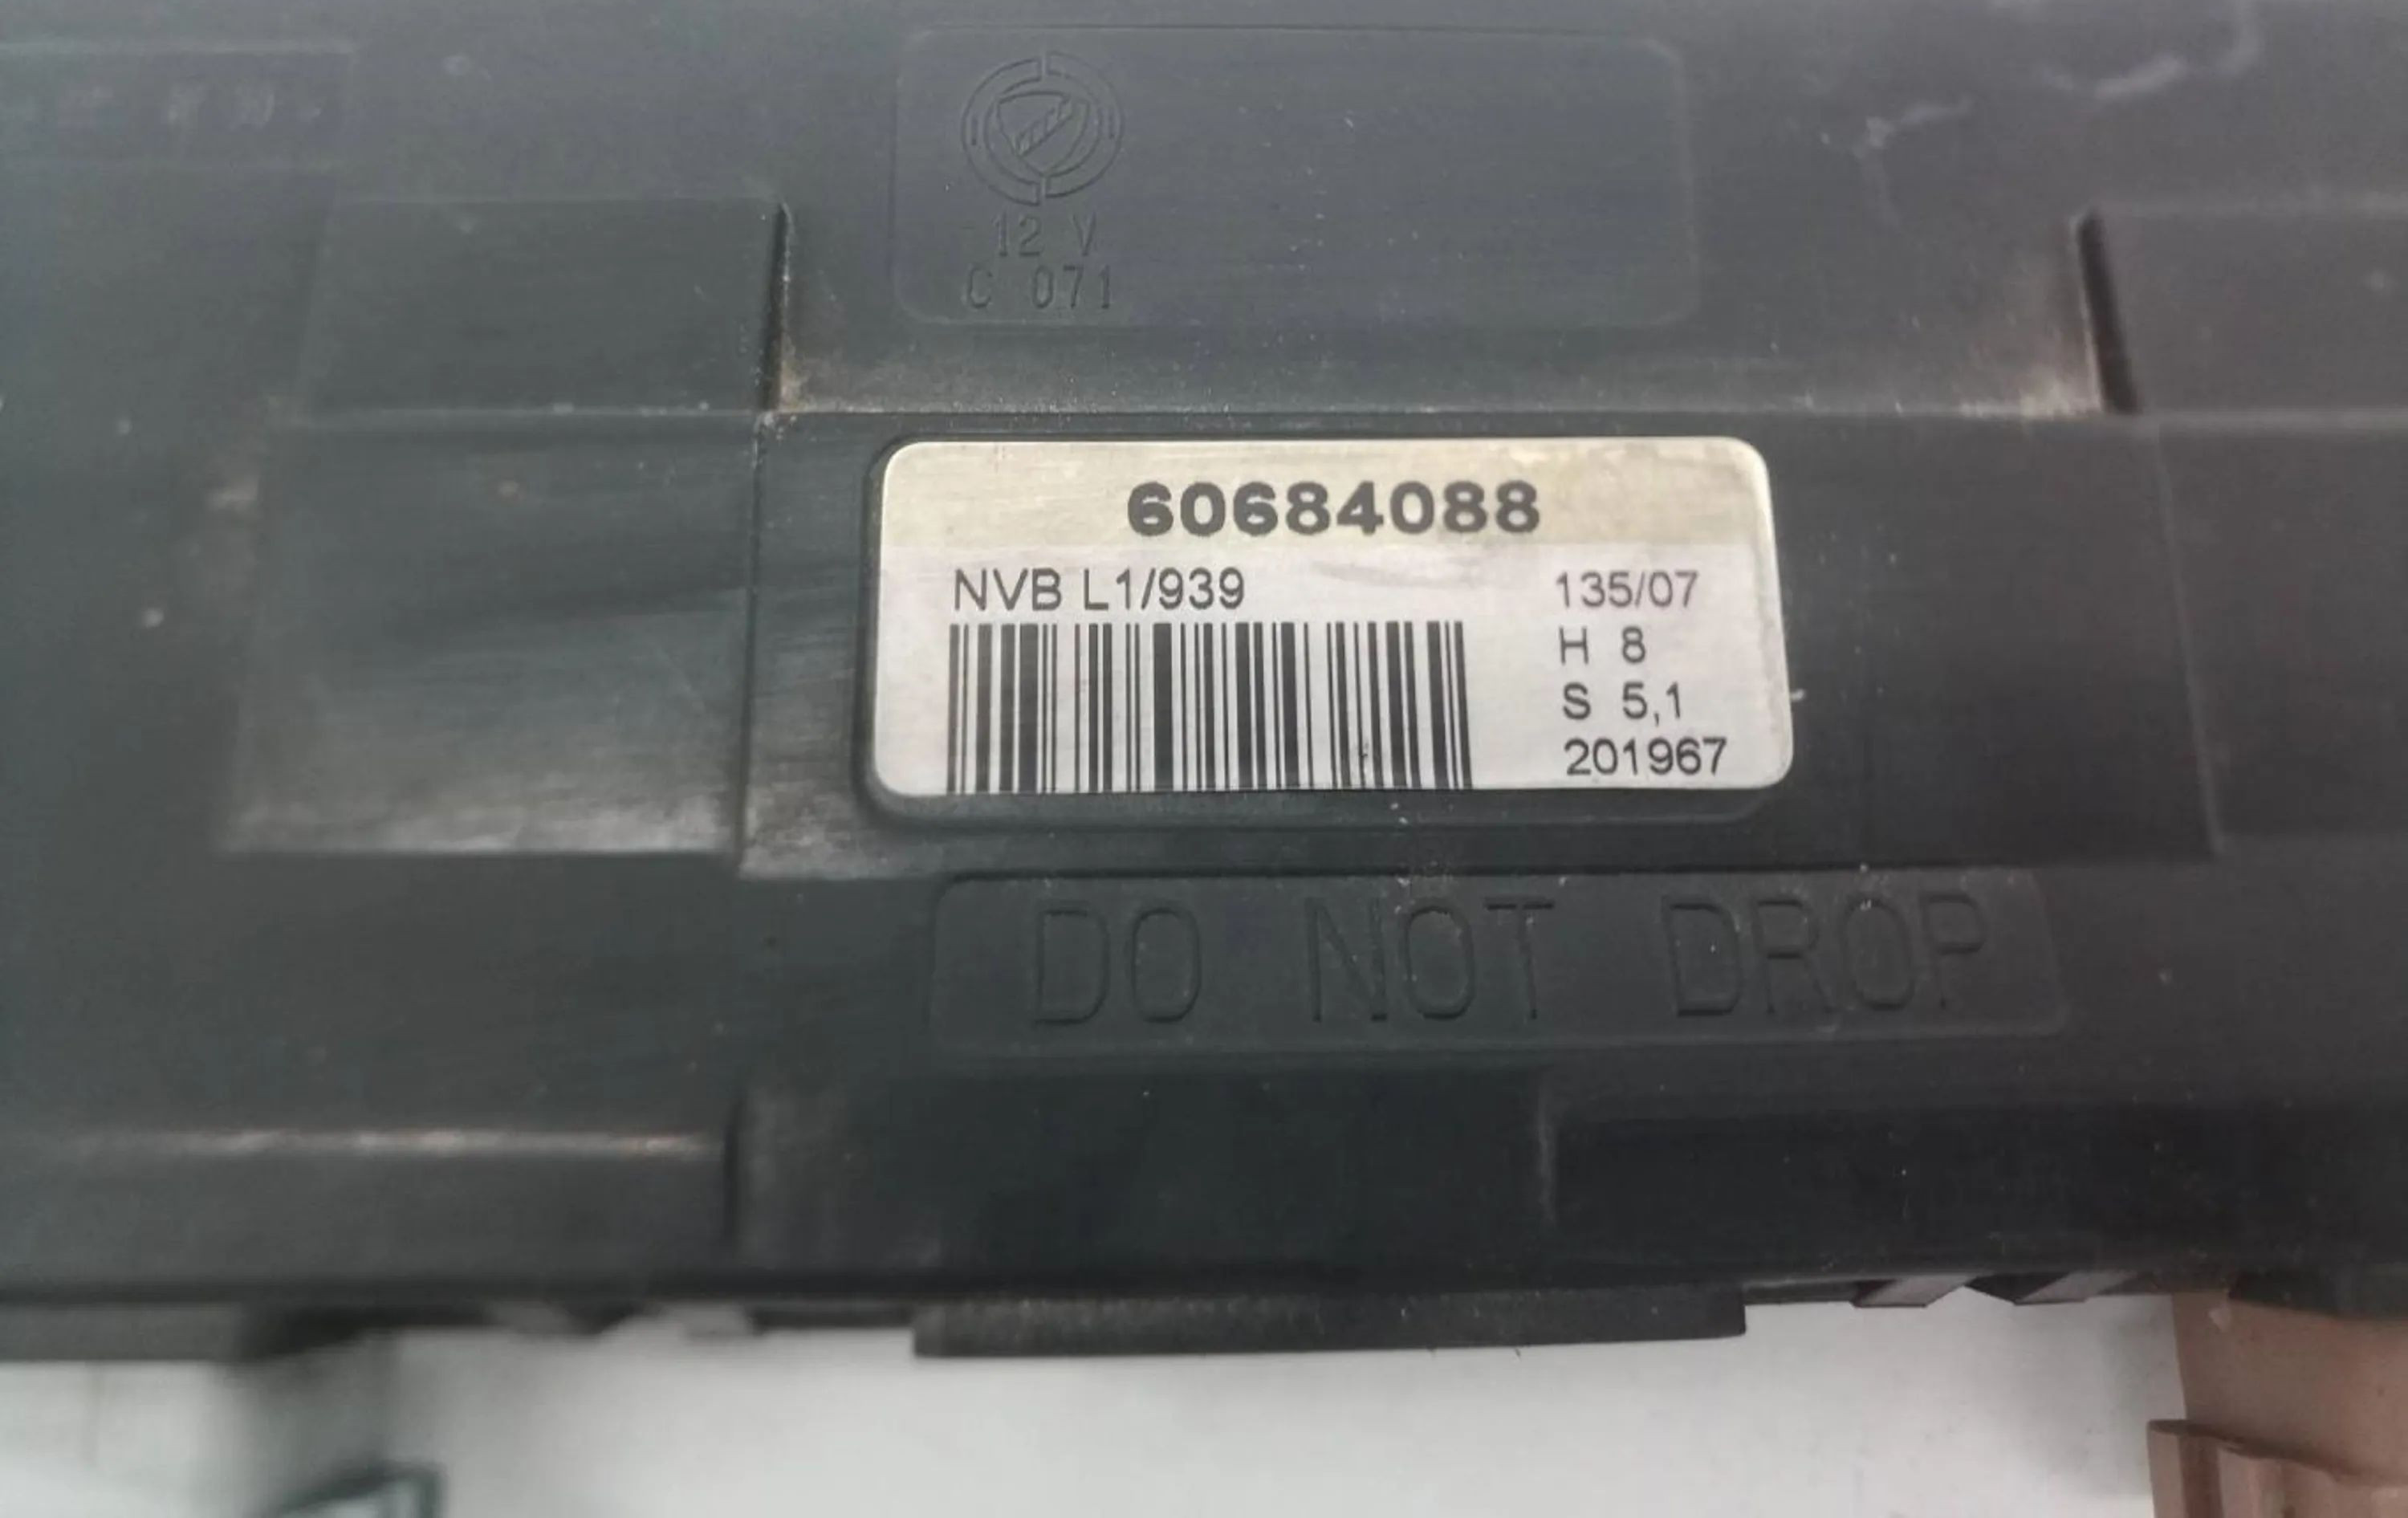 12 V
C 071
60684088
NVB L1/939 135/07
H 8
S 5,1
201967
DO NOT DROP